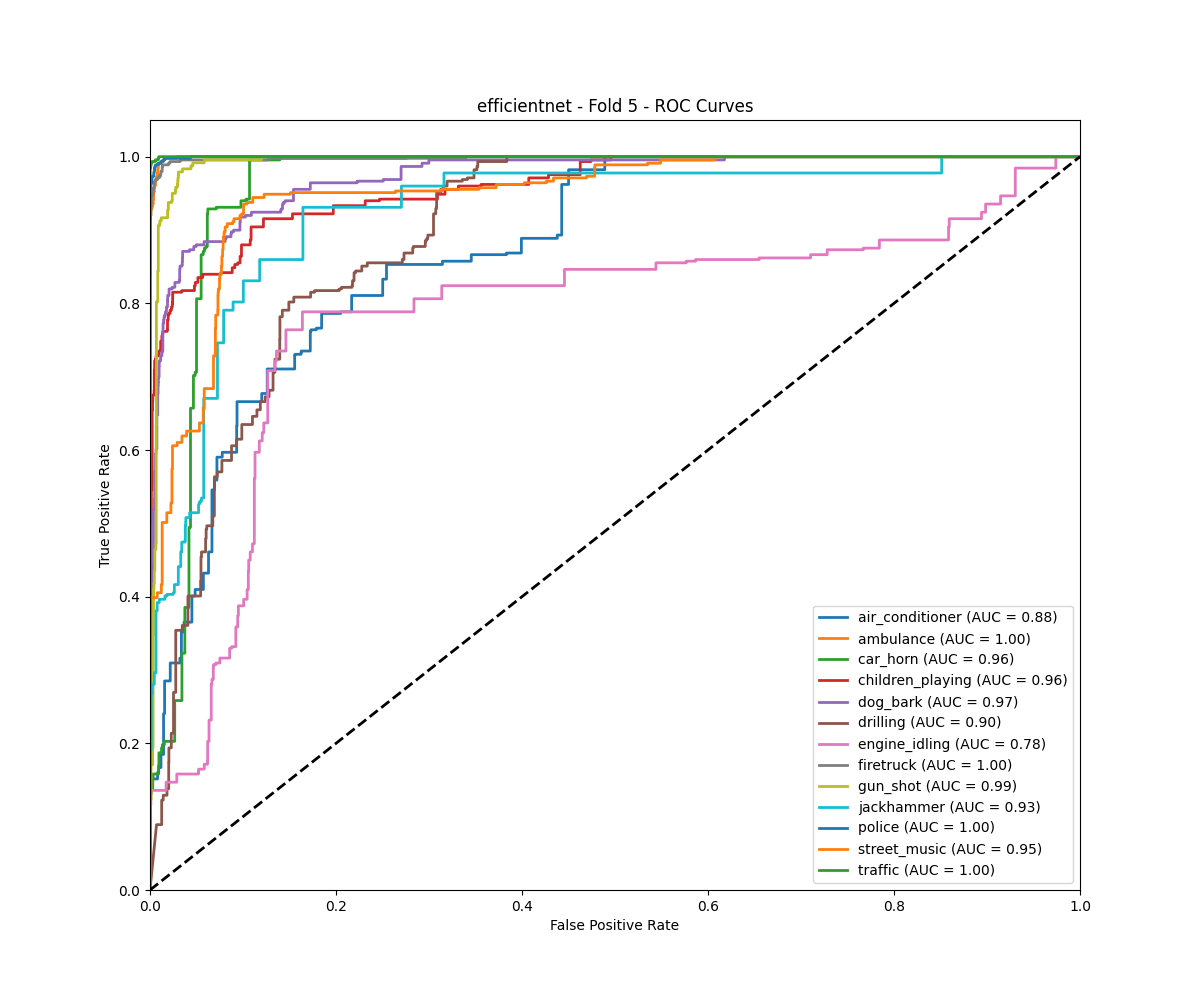 efficientnet - Fold 5 - ROC Curves
True Positive Rate
1.0
0.8
0.6
0.4
0.2
0.0
0.0 0.2 0.4 0.6 0.8 1.0
False Positive Rate
air_conditioner (AUC = 0.88)
ambulance (AUC = 1.00)
car_horn (AUC = 0.96)
children_playing (AUC = 0.96)
dog_bark (AUC = 0.97)
drilling (AUC = 0.90)
engine_idling (AUC = 0.78)
firetruck (AUC = 1.00)
gun_shot (AUC = 0.99)
jackhammer (AUC = 0.93)
police (AUC = 1.00)
street_music (AUC = 0.95)
traffic (AUC = 1.00)